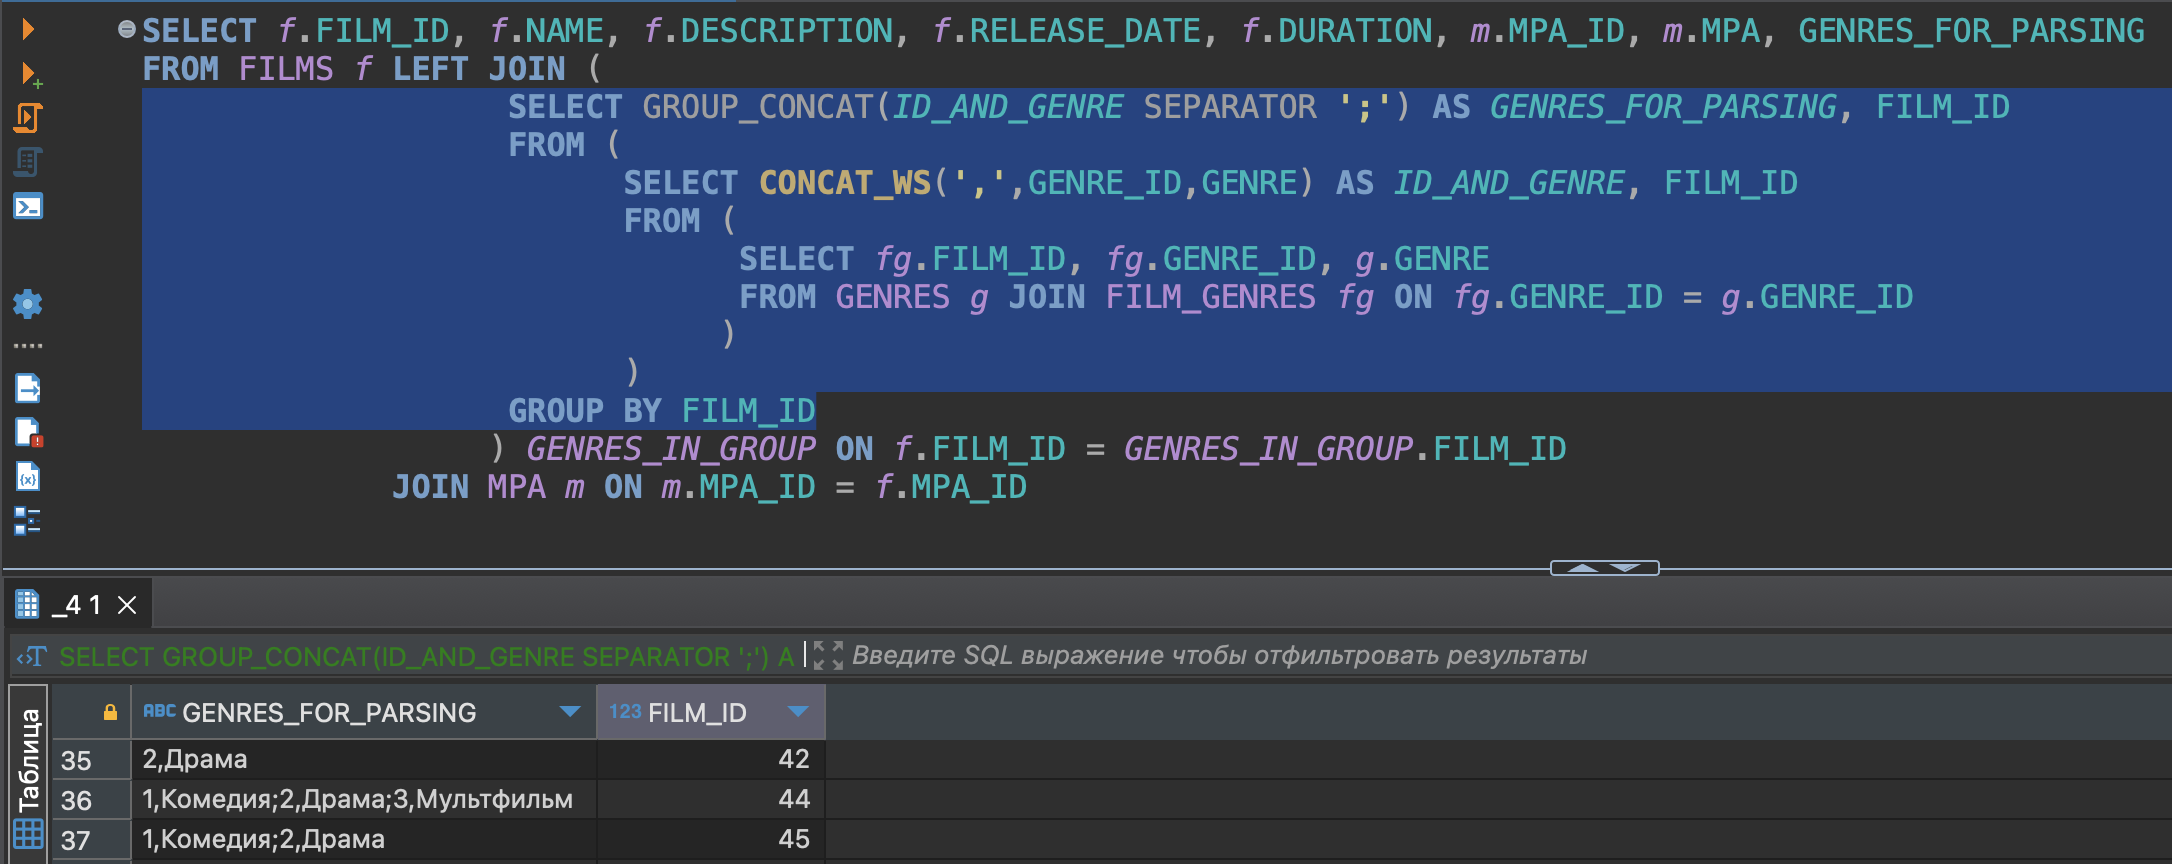 SELECT f.FILM_ID, f.NAME, f.DESCRIPTION, f.RELEASE_DATE, f.DURATION, m.MPA_ID, m.MPA, GENRES_FOR_PARSING
FROM FILMS f LEFT JOIN (
SELECT GROUP_CONCAT(ID_AND_GENRE SEPARATOR ';') AS GENRES_FOR_PARSING, FILM_ID
FROM (
SELECT CONCAT_WS(',',GENRE_ID,GENRE) AS ID_AND_GENRE, FILM_ID
FROM (
SELECT fg.FILM_ID, fg.GENRE_ID, g.GENRE
FROM GENRES g JOIN FILM_GENRES fg ON fg.GENRE_ID = g.GENRE_ID
)
)
GROUP BY FILM_ID
) GENRES_IN_GROUP ON f.FILM_ID = GENRES_IN_GROUP.FILM_ID
JOIN MPA m ON m.MPA_ID = f.MPA_ID
_4 1
SELECT GROUP_CONCAT(ID_AND_GENRE SEPARATOR ';') A Введите SQL выражение чтобы отфильтровать результаты
Таблица
ABC GENRES_FOR_PARSING 123 FILM_ID
35 2,Драма 42
36 1,Комедия;2,Драма;3,Мультфильм 44
37 1,Комедия;2,Драма 45